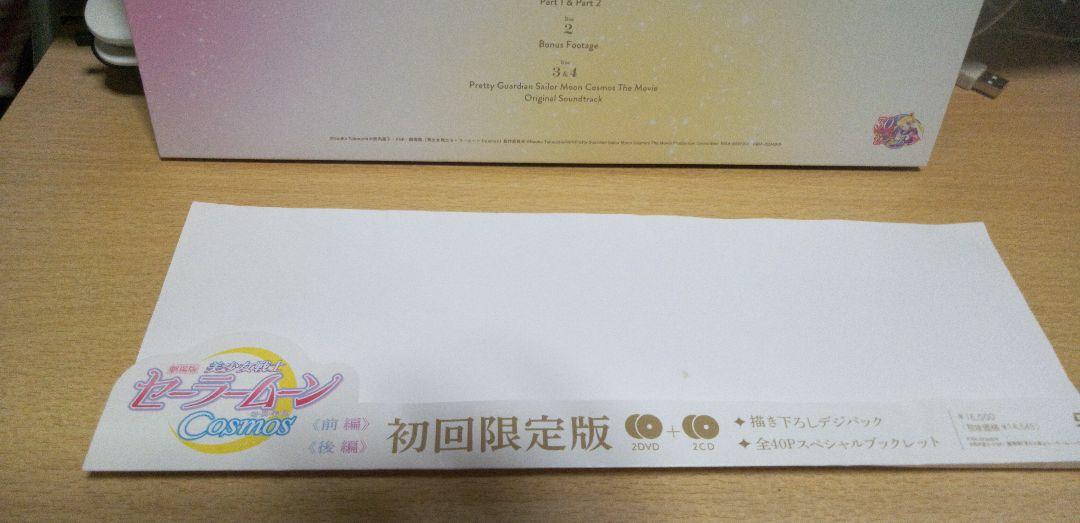 Part 1 & Part 2
Disc
2
Bonus Footage
Disc
3&4
Pretty Guardian Sailor Moon Cosmos The Movie
Original Soundtrack
劇場版 美少女戦士
セーラームーン
Cosmos
《前編》
《後編》
初回限定版
2DVD + 2CD
✦描き下ろしデジパック
✦全40Pスペシャルブックレット